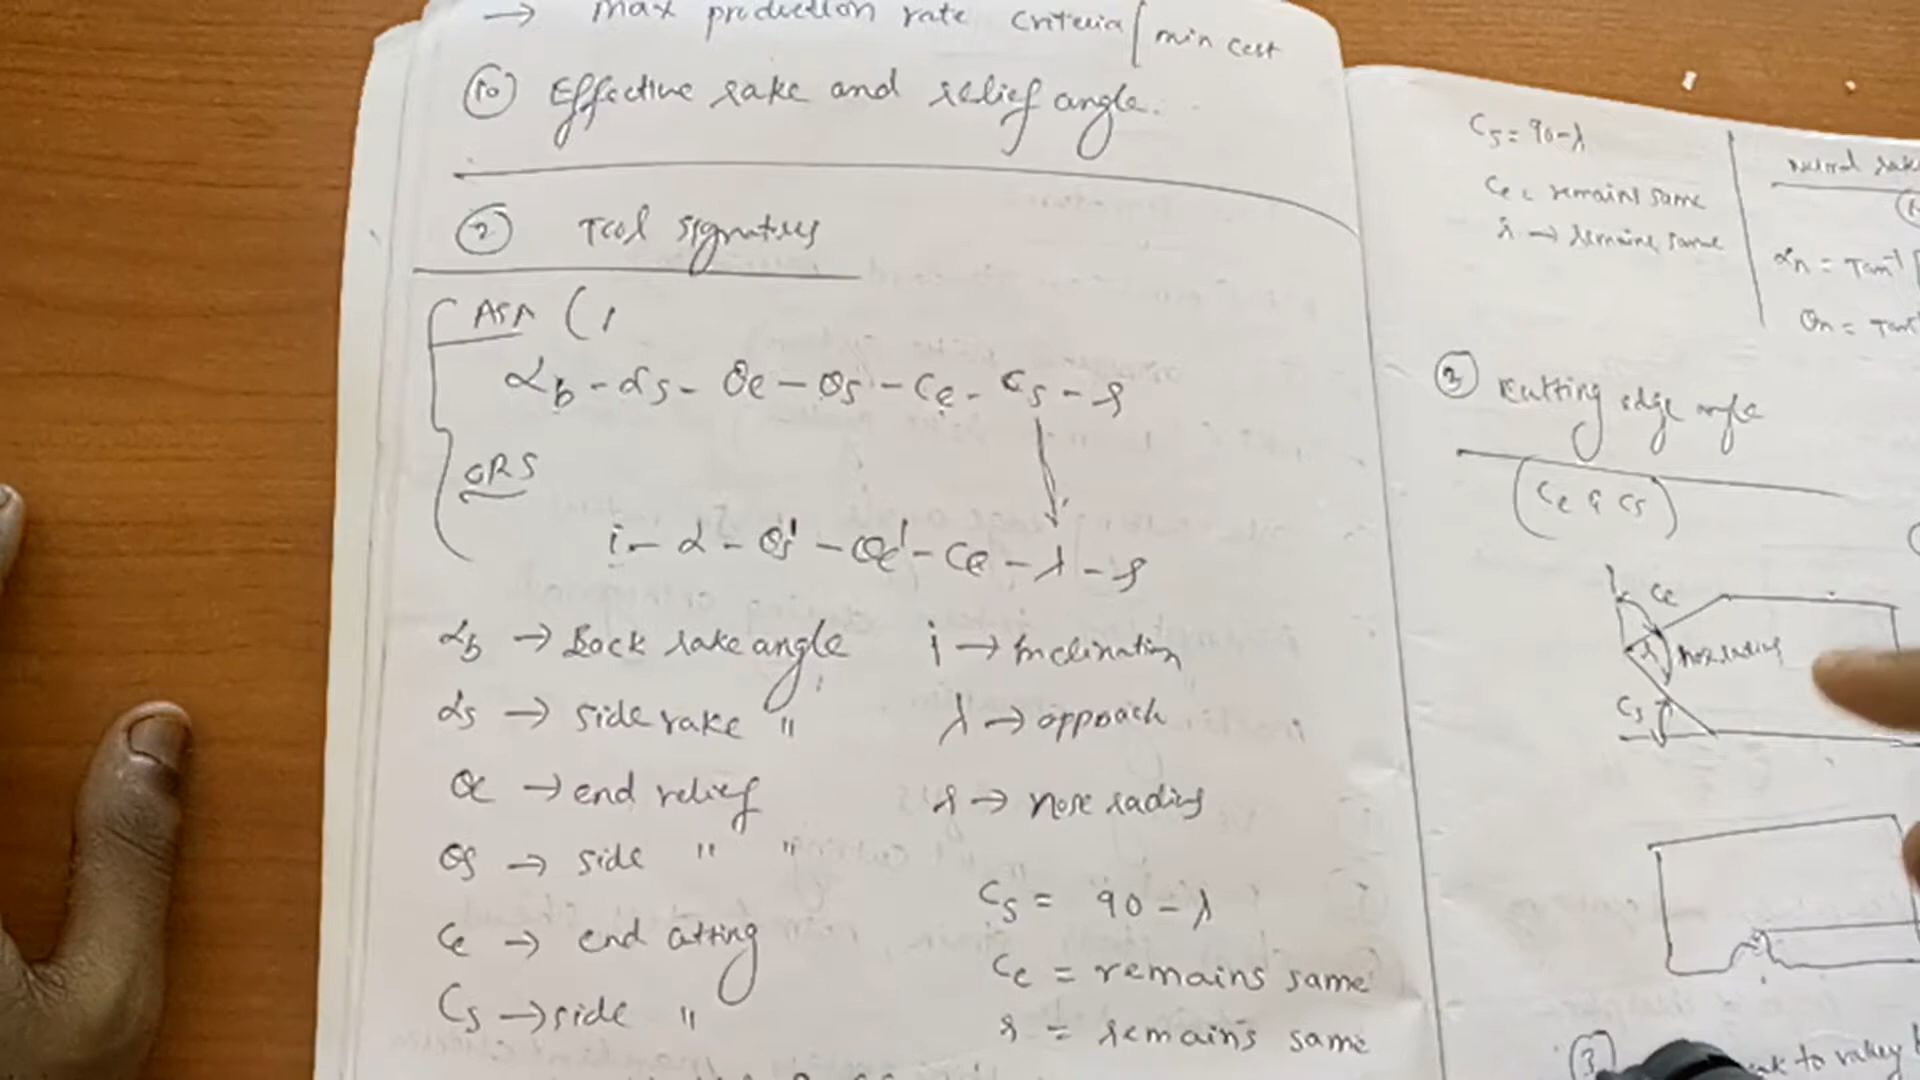 → max production rate criteria / min cost
(10) Effective rake and relief angle.
(2) Tool signatures
ASA (
αb - αs - θe - θs - Ce - Cs - r
ORS
i - α - θs' - θe' - Ce - λ - r
αb → Back rake angle
αs → side rake "
θe → end relief
θs → side " "
Ce → end cutting
Cs → side "
i → Inclination
λ → appoach
r → nose radius
Cs = 90 - λ
Ce = remains same
r = remains same
Cs = 90-λ
Ce = remains same
r → remains same
αn = Tan⁻¹
θn = Tan⁻¹
(3) Cutting edge angle
(Ce & Cs)
Ce
r nose radius
Cs
(3)
to valley